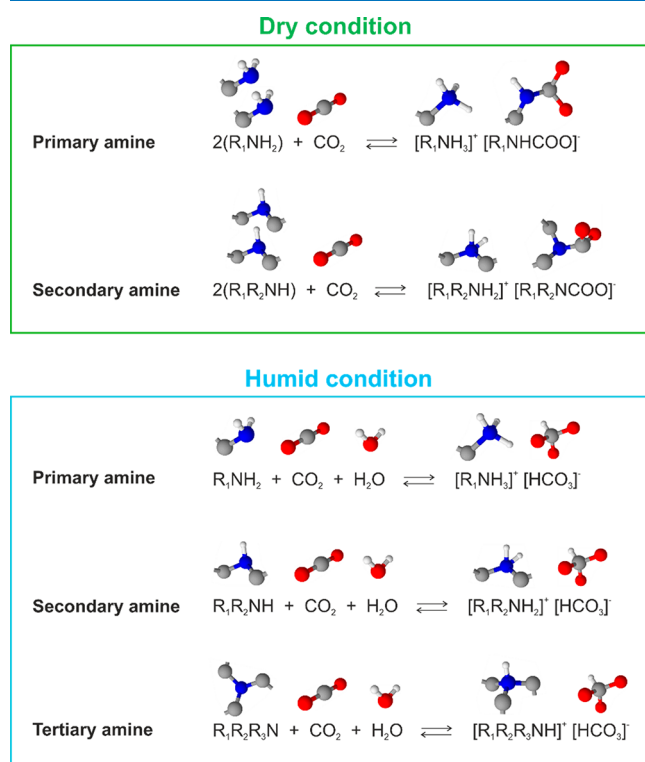 Dry condition
Primary amine 2(R₁NH₂) + CO₂ ⇌ [R₁NH₃]⁺ [R₁NHCOO]⁻
Secondary amine 2(R₁R₂NH) + CO₂ ⇌ [R₁R₂NH₂]⁺ [R₁R₂NCOO]⁻
Humid condition
Primary amine R₁NH₂ + CO₂ + H₂O ⇌ [R₁NH₃]⁺ [HCO₃]⁻
Secondary amine R₁R₂NH + CO₂ + H₂O ⇌ [R₁R₂NH₂]⁺ [HCO₃]⁻
Tertiary amine R₁R₂R₃N + CO₂ + H₂O ⇌ [R₁R₂R₃NH]⁺ [HCO₃]⁻